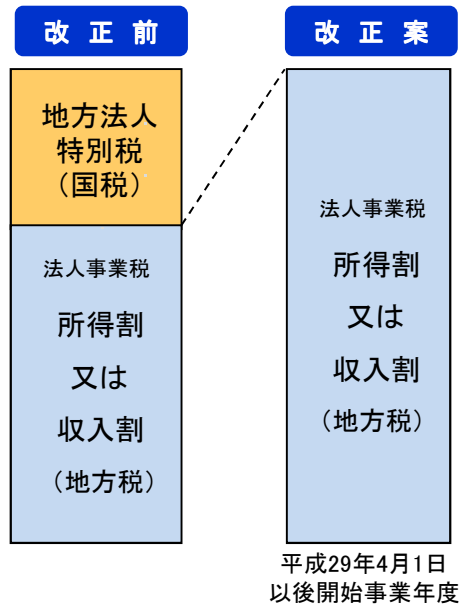 改正前
地方法人
特別税
（国税）
法人事業税
所得割
又は
収入割
（地方税）
改正案
法人事業税
所得割
又は
収入割
（地方税）
平成29年4月1日
以後開始事業年度